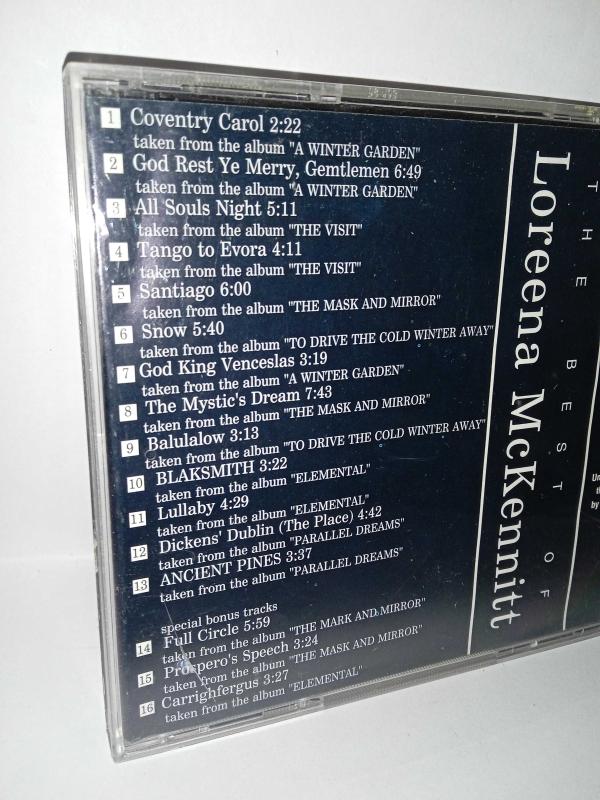 1 Coventry Carol 2:22
taken from the album "A WINTER GARDEN"
2 God Rest Ye Merry, Gemtlemen 6:49
taken from the album "A WINTER GARDEN"
3 All Souls Night 5:11
taken from the album "THE VISIT"
4 Tango to Evora 4:11
taken from the album "THE VISIT"
5 Santiago 6:00
taken from the album "THE MASK AND MIRROR"
6 Snow 5:40
taken from the album "TO DRIVE THE COLD WINTER AWAY"
7 God King Venceslas 3:19
taken from the album "A WINTER GARDEN"
8 The Mystic's Dream 7:43
taken from the album "THE MASK AND MIRROR"
9 Balulalow 3:13
taken from the album "TO DRIVE THE COLD WINTER AWAY"
10 BLAKSMITH 3:22
taken from the album "ELEMENTAL"
11 Lullaby 4:29
taken from the album "ELEMENTAL"
12 Dickens' Dublin (The Place) 4:42
taken from the album "PARALLEL DREAMS"
13 ANCIENT PINES 3:37
taken from the album "PARALLEL DREAMS"
special bonus tracks
14 Full Circle 5:59
taken from the album "THE MARK AND MIRROR"
15 Prospero's Speech 3:24
taken from the album "THE MASK AND MIRROR"
16 Carrighfergus 3:27
taken from the album "ELEMENTAL"
THE BEST OF
Loreena McKennitt
Un
th
by